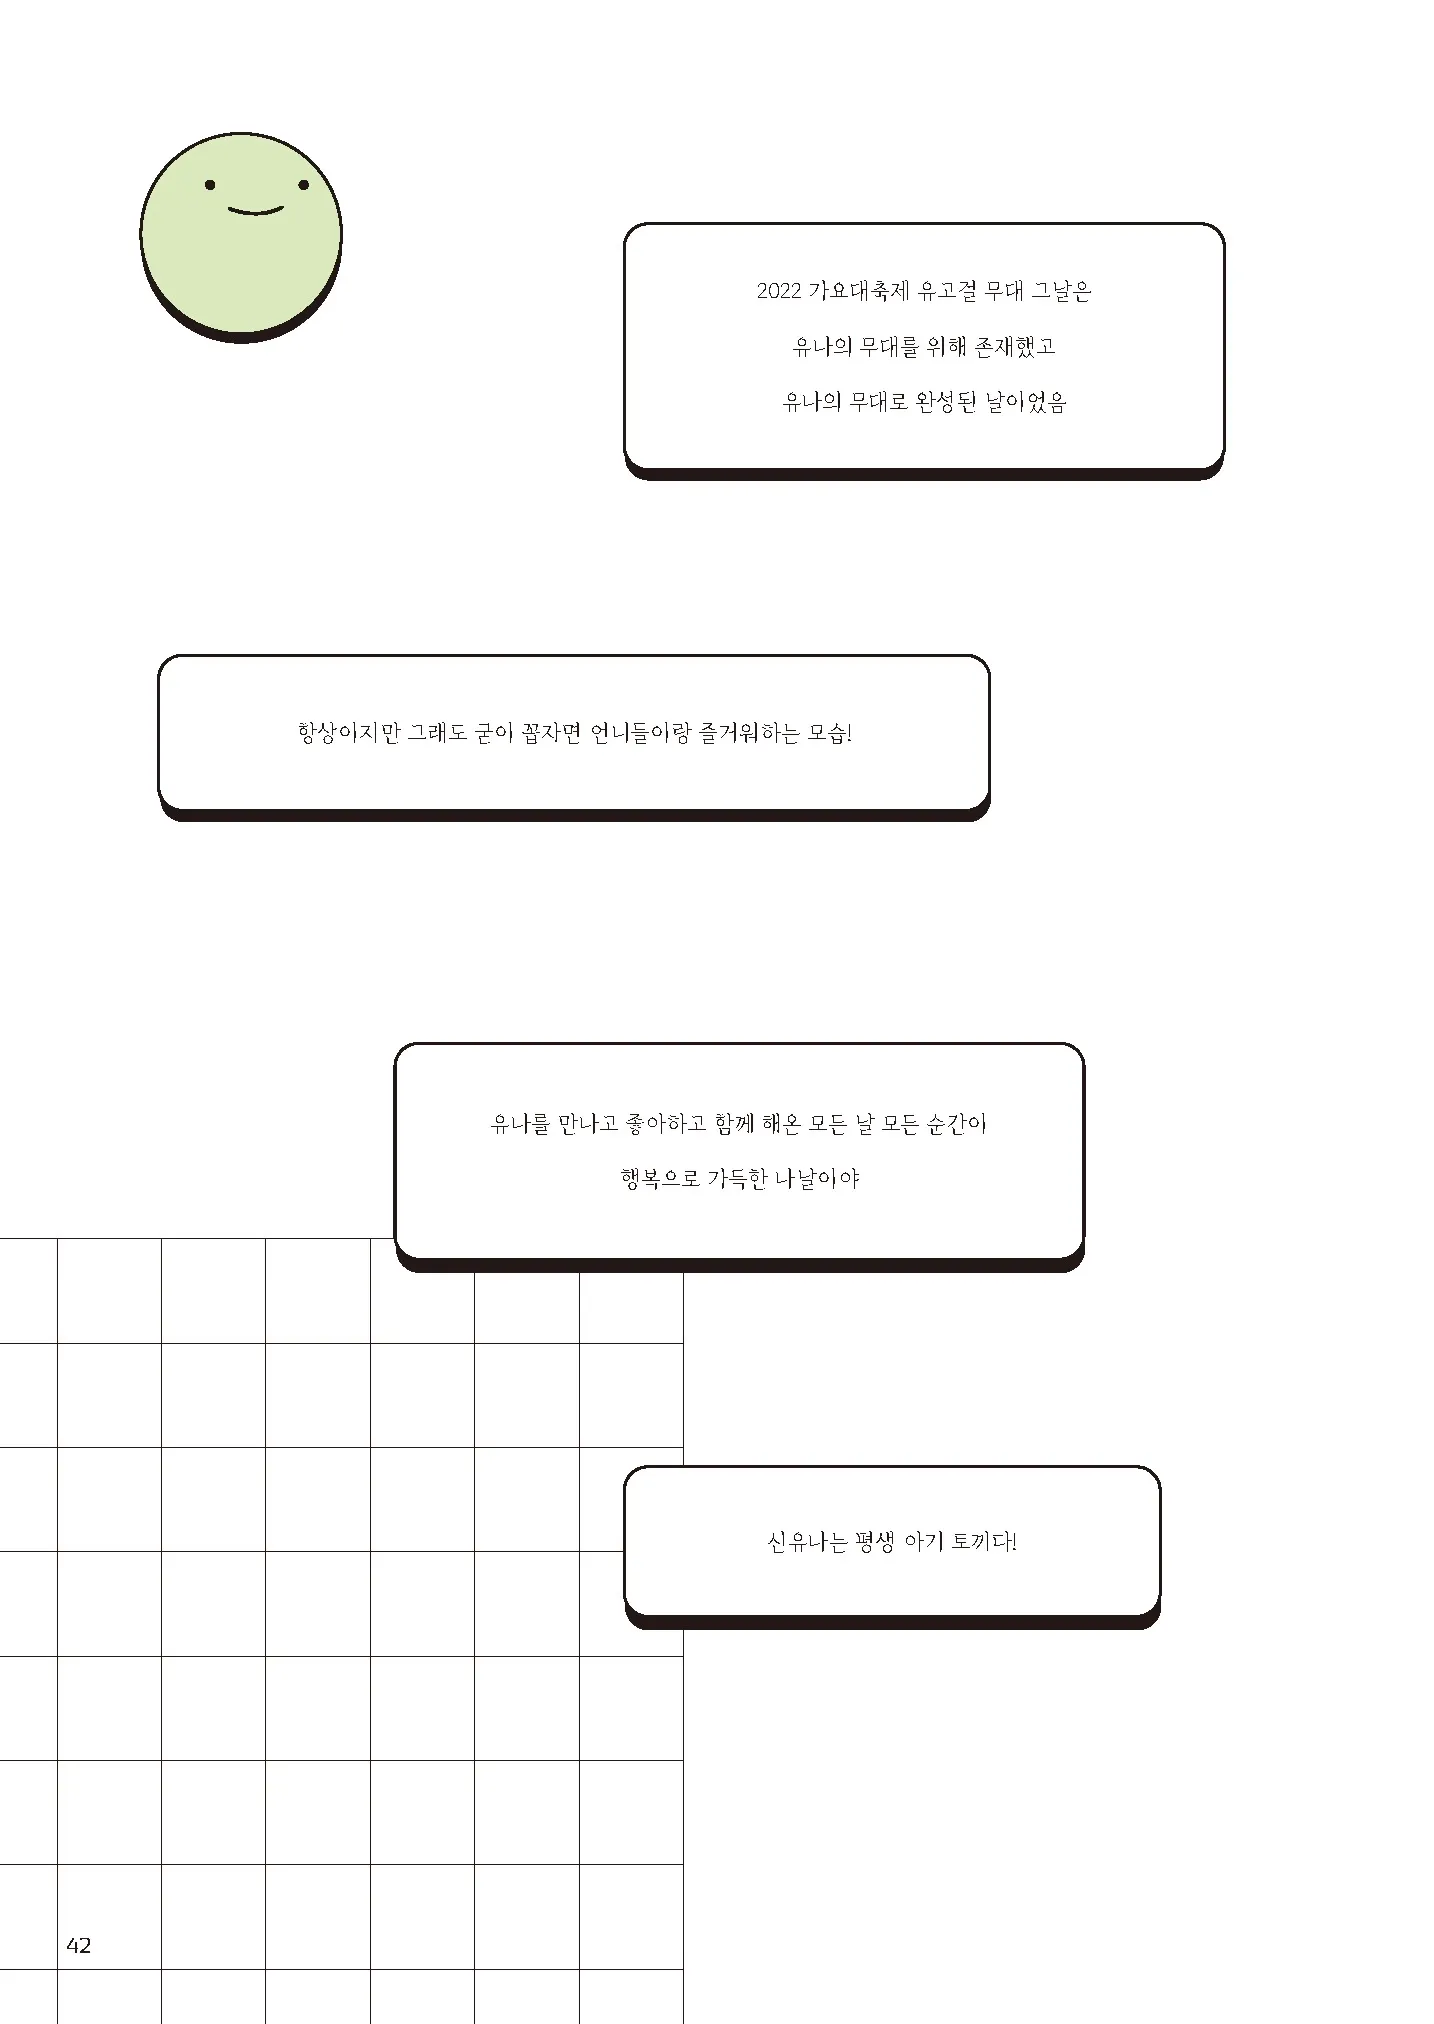 2022 가요대축제 유고걸 무대 그날은
유나의 무대를 위해 존재했고
유나의 무대로 완성된 날이었음
항상이지만 그래도 굳이 꼽자면 언니들이랑 즐거워하는 모습!
유나를 만나고 좋아하고 함께 해온 모든 날 모든 순간이
행복으로 가득한 나날이야
신유나는 평생 아기 토끼다!
42